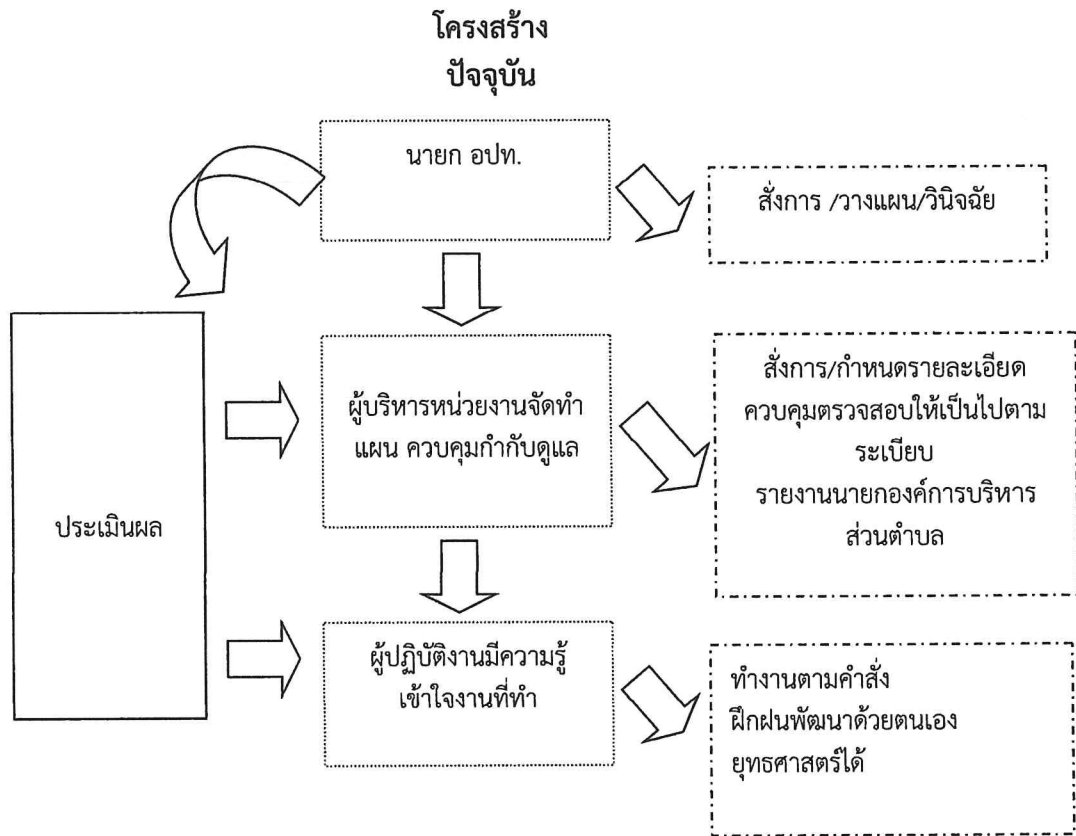 โครงสร้าง
ปัจจุบัน
นายก อปท.
สั่งการ /วางแผน/วินิจฉัย
ผู้บริหารหน่วยงานจัดทำ
แผน ควบคุมกำกับดูแล
สั่งการ/กำหนดรายละเอียด
ควบคุมตรวจสอบให้เป็นไปตาม
ระเบียบ
รายงานนายกองค์การบริหาร
ส่วนตำบล
ประเมินผล
ผู้ปฏิบัติงานมีความรู้
เข้าใจงานที่ทำ
ทำงานตามคำสั่ง
ฝึกฝนพัฒนาด้วยตนเอง
ยุทธศาสตร์ได้